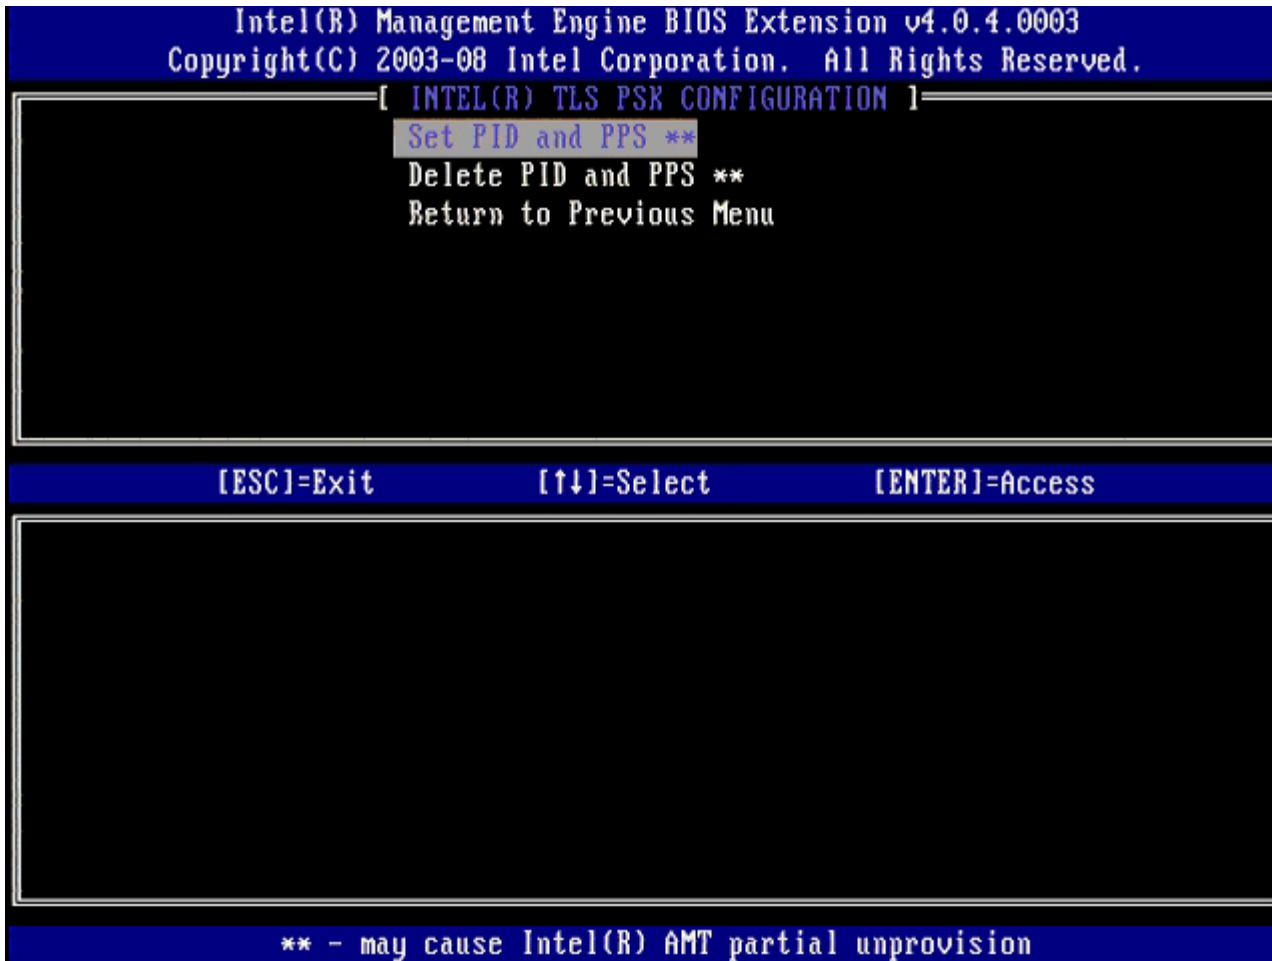 Intel(R) Management Engine BIOS Extension v4.0.4.0003
Copyright(C) 2003-08 Intel Corporation. All Rights Reserved.
[ INTEL(R) TLS PSK CONFIGURATION ]
Set PID and PPS **
Delete PID and PPS **
Return to Previous Menu
[ESC]=Exit [↑↓]=Select [ENTER]=Access
** - may cause Intel(R) AMT partial unprovision